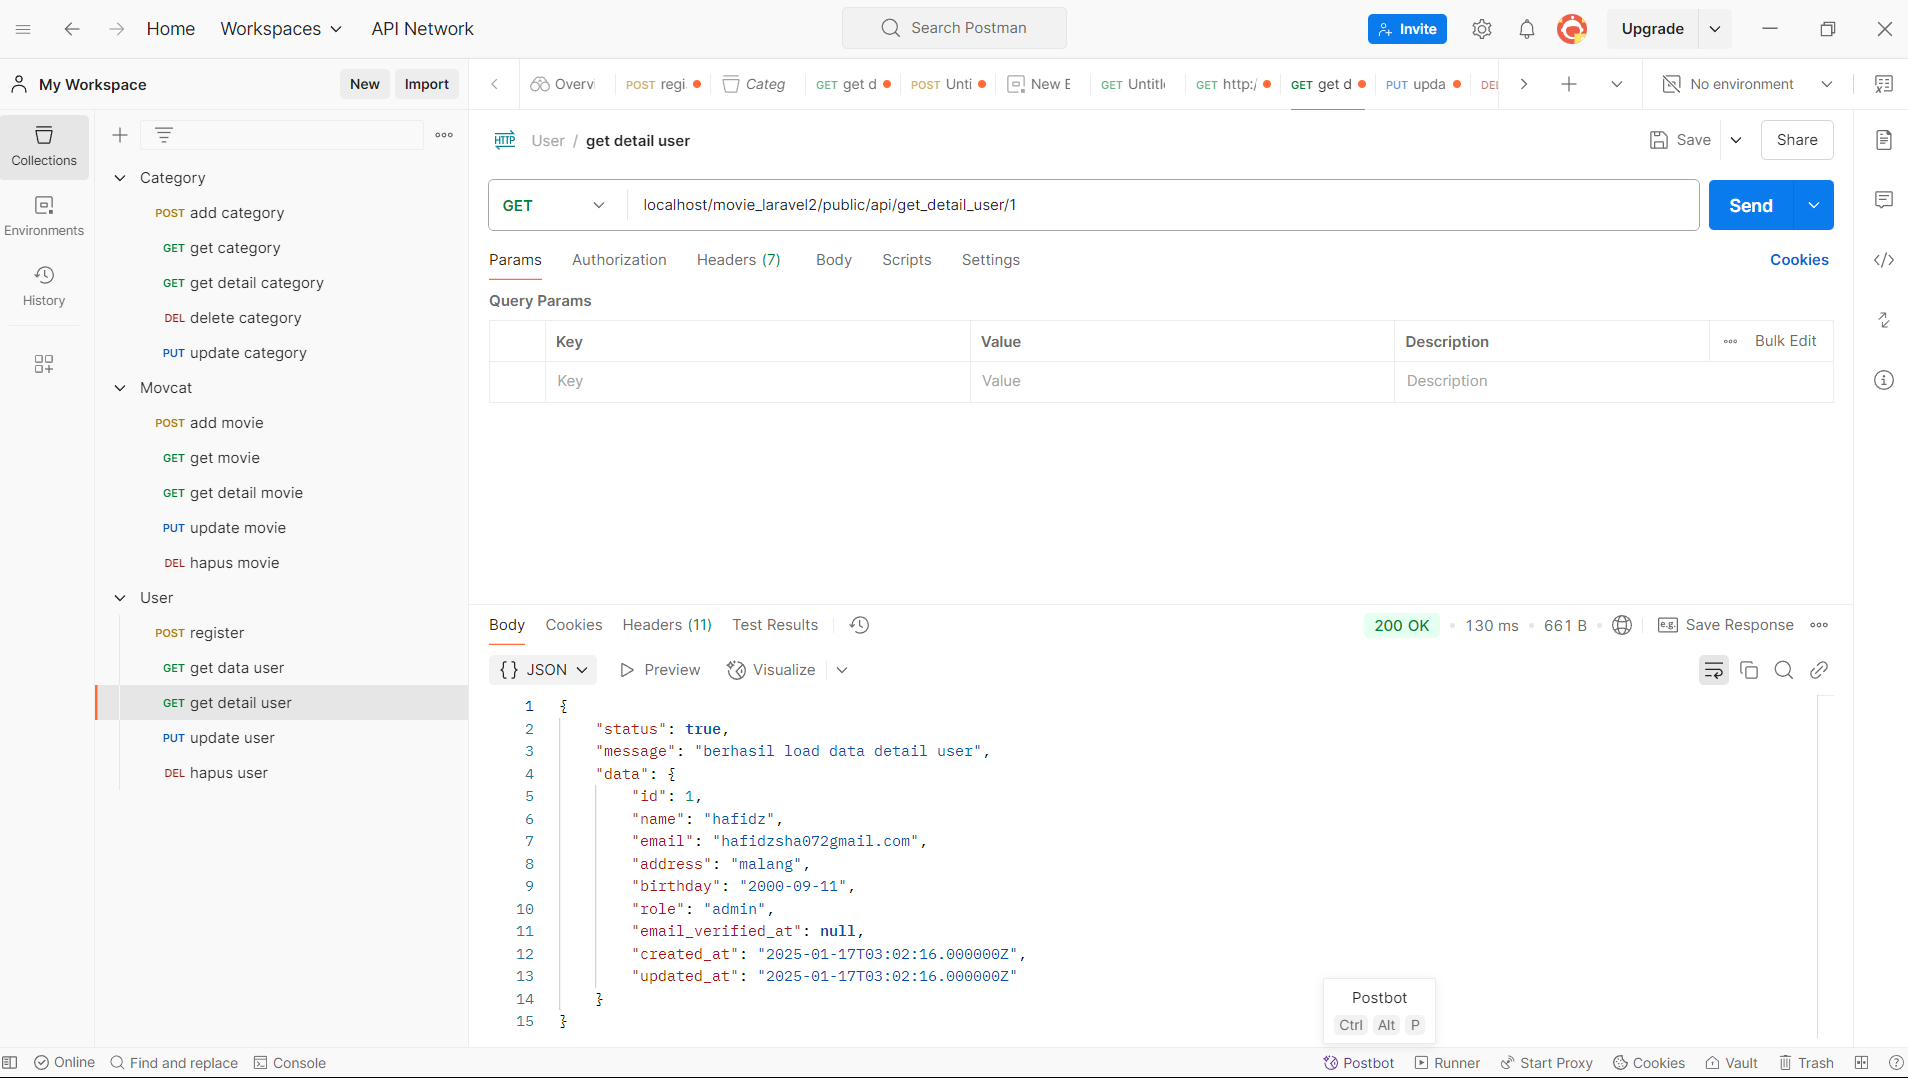 Home Workspaces API Network Search Postman Invite Upgrade
My Workspace New Import Overvi POST regi. Categ GET get d POST Unti New E GET Untitle GET http:/ GET get d PUT upda DEL No environment
Collections
Environments
History
Category
POST add category
GET get category
GET get detail category
DEL delete category
PUT update category
Movcat
POST add movie
GET get movie
GET get detail movie
PUT update movie
DEL hapus movie
User
POST register
GET get data user
GET get detail user
PUT update user
DEL hapus user
HTTP User / get detail user Save Share
GET localhost/movie_laravel2/public/api/get_detail_user/1 Send
Params Authorization Headers (7) Body Scripts Settings Cookies
Query Params
Key Value Description Bulk Edit
Key Value Description
Body Cookies Headers (11) Test Results 200 OK 130 ms 661 B e.g. Save Response
{} JSON Preview Visualize
1 {
2 "status": true,
3 "message": "berhasil load data detail user",
4 "data": {
5 "id": 1,
6 "name": "hafidz",
7 "email": "hafidzsha072gmail.com",
8 "address": "malang",
9 "birthday": "2000-09-11",
10 "role": "admin",
11 "email_verified_at": null,
12 "created_at": "2025-01-17T03:02:16.000000Z",
13 "updated_at": "2025-01-17T03:02:16.000000Z"
14 }
15 }
Postbot
Ctrl Alt P
Online Find and replace Console Postbot Runner Start Proxy Cookies Vault Trash